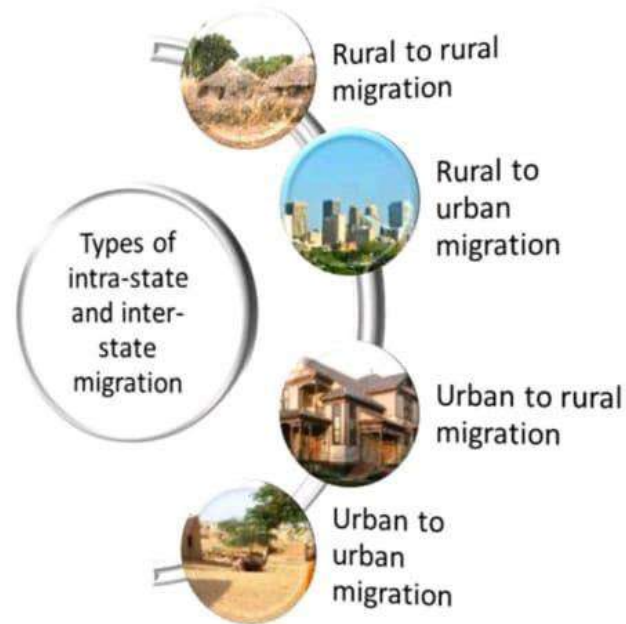 Rural to rural
migration
Rural to
urban
migration
Types of
intra-state
and inter-
state
migration
Urban to rural
migration
Urban to
urban
migration